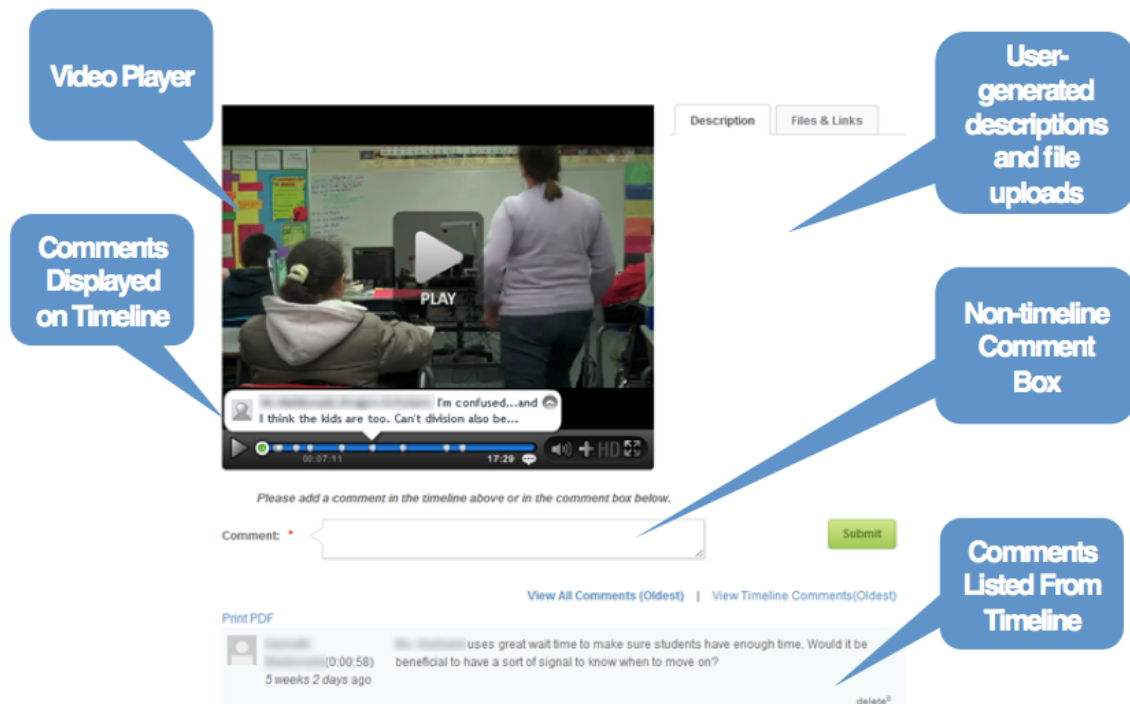 Video Player
User-
generated
descriptions
and file
uploads
Description
Files & Links
Comments
Displayed
on Timeline
PLAY
I'm confused...and
I think the kids are too. Can't division also be...
00:07:11
17:29
HD
Non-timeline
Comment
Box
Please add a comment in the timeline above or in the comment box below.
Comment: *
Submit
Comments
Listed From
Timeline
View All Comments (Oldest) | View Timeline Comments(Oldest)
Print PDF
uses great wait time to make sure students have enough time. Would it be
(0:00:58)
beneficial to have a sort of signal to know when to move on?
5 weeks 2 days ago
delete